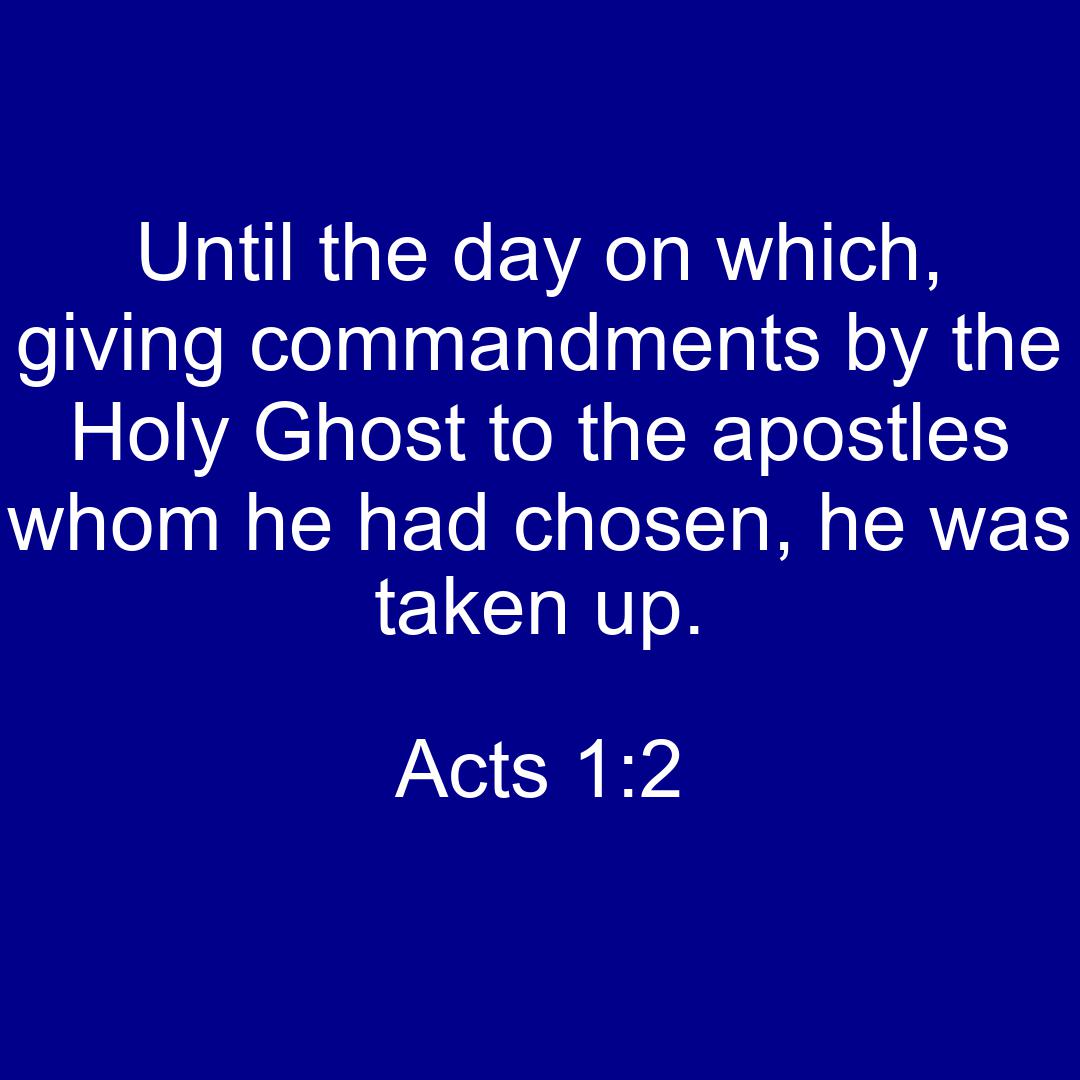 Until the day on which,
giving commandments by the
Holy Ghost to the apostles
whom he had chosen, he was
taken up.
Acts 1:2